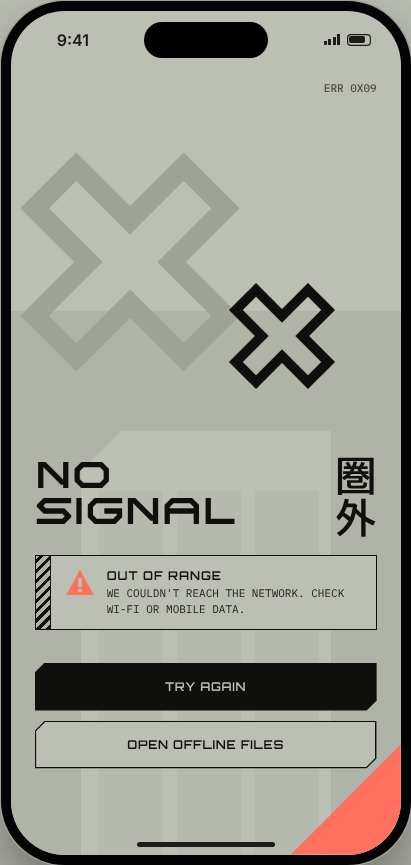 9:41
ERR 0X09
NO
SIGNAL
圏外
OUT OF RANGE
WE COULDN'T REACH THE NETWORK. CHECK
WI-FI OR MOBILE DATA.
TRY AGAIN
OPEN OFFLINE FILES